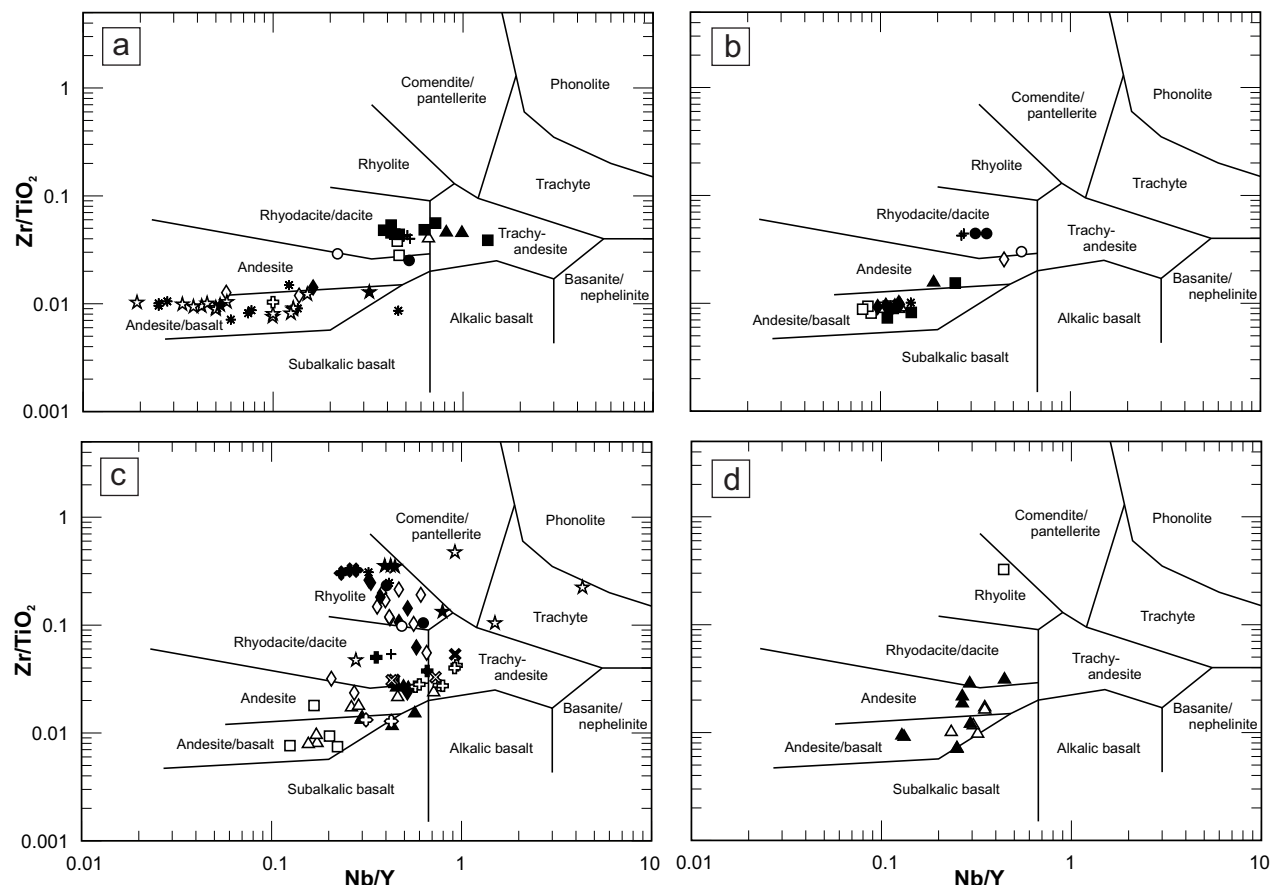 a
Comendite/
pantellerite
Phonolite
Rhyolite
Trachyte
Rhyodacite/dacite
Trachy-
andesite
Andesite
Basanite/
nephelinite
Andesite/basalt
Alkalic basalt
Subalkalic basalt
1
0.1
0.01
0.001
Zr/TiO2
b
Comendite/
pantellerite
Phonolite
Rhyolite
Trachyte
Rhyodacite/dacite
Trachy-
andesite
Andesite
Basanite/
nephelinite
Andesite/basalt
Alkalic basalt
Subalkalic basalt
c
Comendite/
pantellerite
Phonolite
Rhyolite
Trachyte
Rhyodacite/dacite
Trachy-
andesite
Andesite
Basanite/
nephelinite
Andesite/basalt
Alkalic basalt
Subalkalic basalt
1
0.1
0.01
0.001
Zr/TiO2
0.01
0.1
1
10
Nb/Y
d
Comendite/
pantellerite
Phonolite
Rhyolite
Trachyte
Rhyodacite/dacite
Trachy-
andesite
Andesite
Basanite/
nephelinite
Andesite/basalt
Alkalic basalt
Subalkalic basalt
0.01
0.1
1
10
Nb/Y